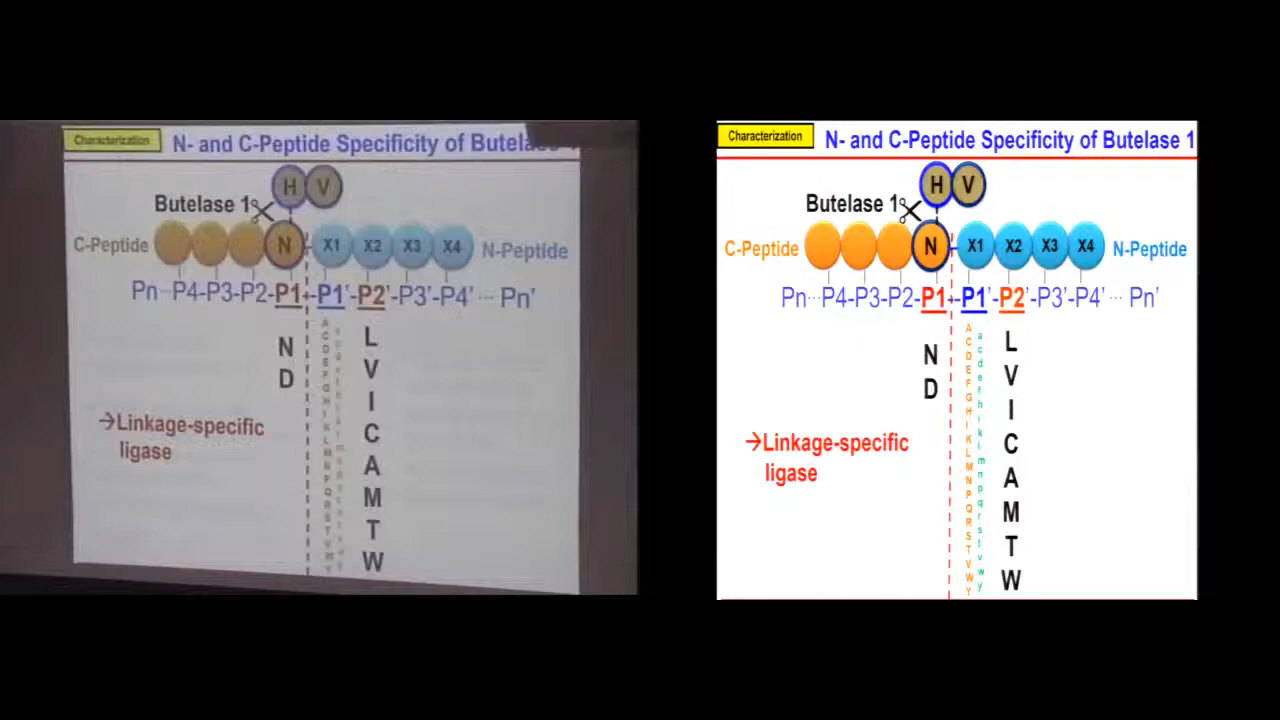 Characterization
N- and C-Peptide Specificity of Butelase
H V
Butelase 1
C-Peptide
N X1 X2 X3 X4
N-Peptide
Pn···P4-P3-P2-P1--P1'-P2'-P3'-P4'··· Pn'
N
D
L
V
I
C
A
M
T
W
→Linkage-specific
ligase
Characterization
N- and C-Peptide Specificity of Butelase 1
H V
Butelase 1
C-Peptide
N X1 X2 X3 X4
N-Peptide
Pn···P4-P3-P2-P1--P1'-P2'-P3'-P4'··· Pn'
N
D
A
C
D
E
F
G
H
I
K
L
M
N
P
Q
R
S
T
V
W
Y
a
c
d
e
f
h
i
k
l
m
n
p
q
r
s
t
v
w
y
L
V
I
C
A
M
T
W
→Linkage-specific
ligase